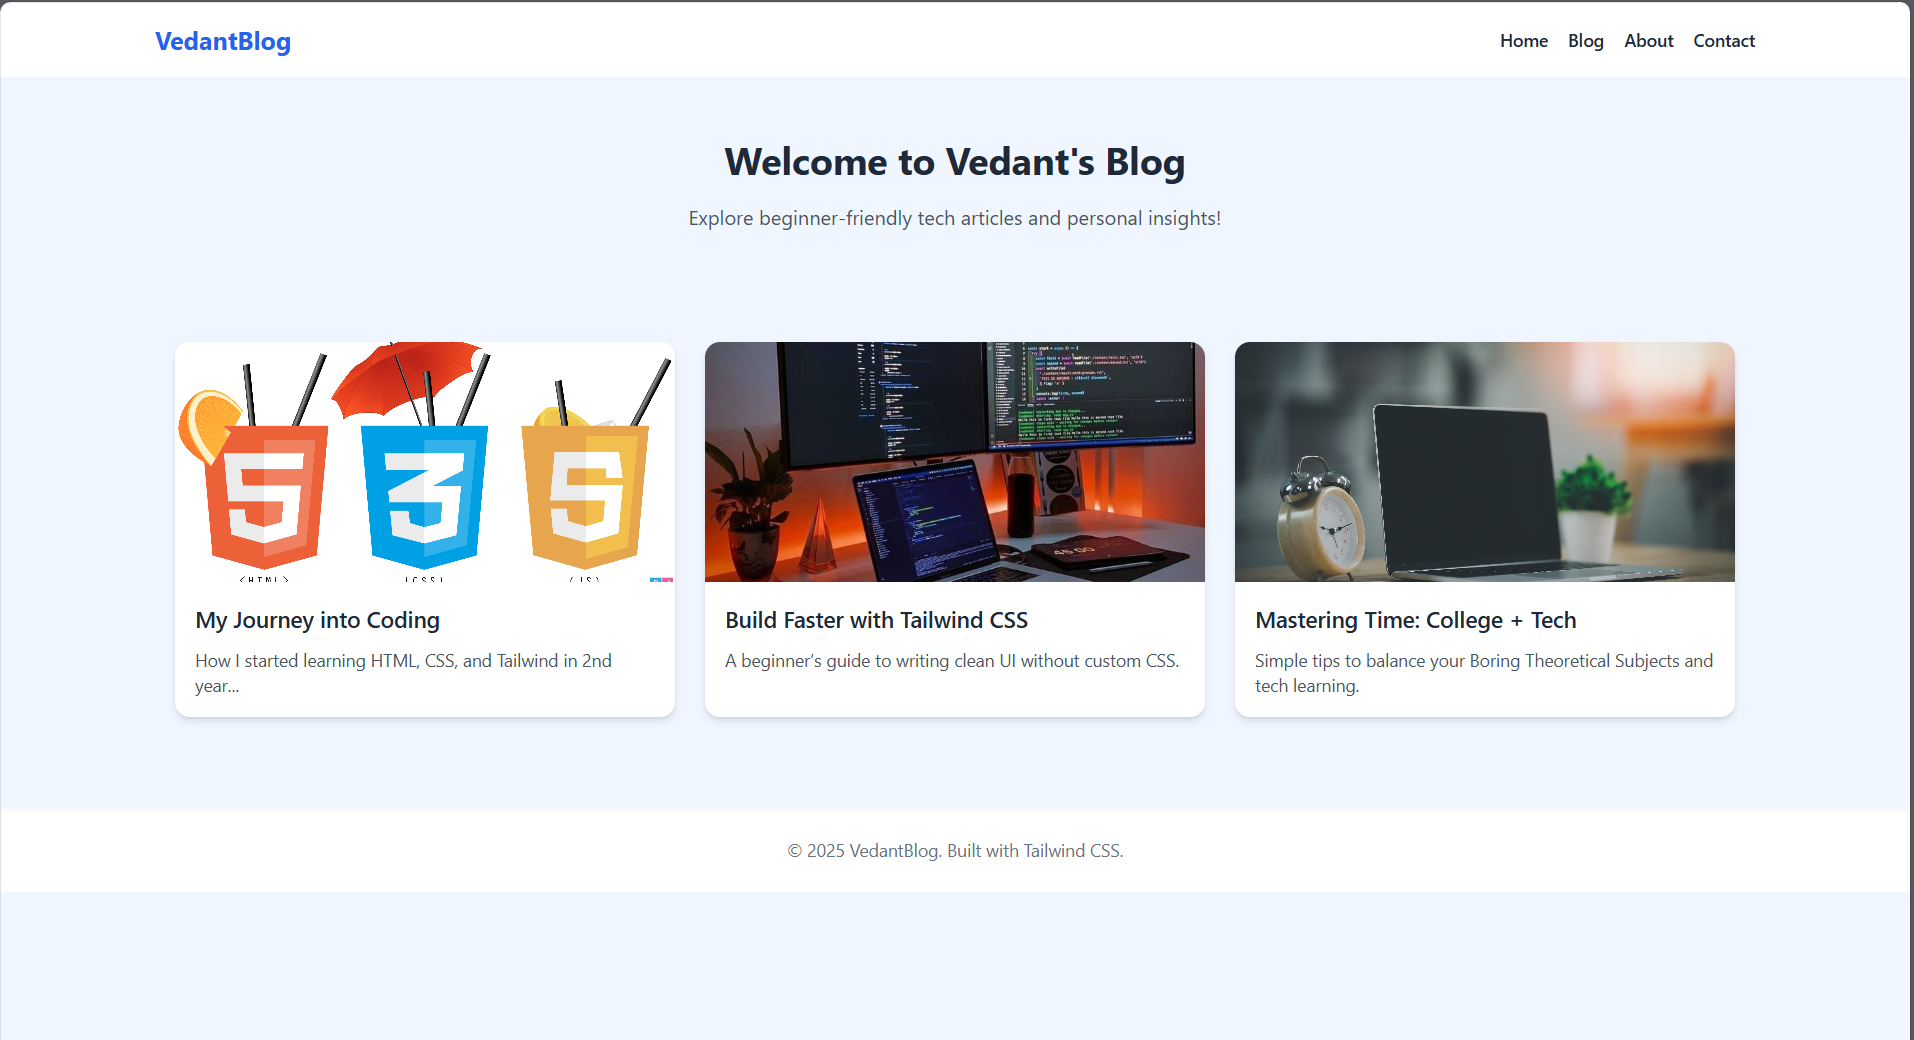 VedantBlog
Home Blog About Contact
Welcome to Vedant's Blog
Explore beginner-friendly tech articles and personal insights!
My Journey into Coding
How I started learning HTML, CSS, and Tailwind in 2nd
year...
Build Faster with Tailwind CSS
A beginner’s guide to writing clean UI without custom CSS.
Mastering Time: College + Tech
Simple tips to balance your Boring Theoretical Subjects and
tech learning.
© 2025 VedantBlog. Built with Tailwind CSS.